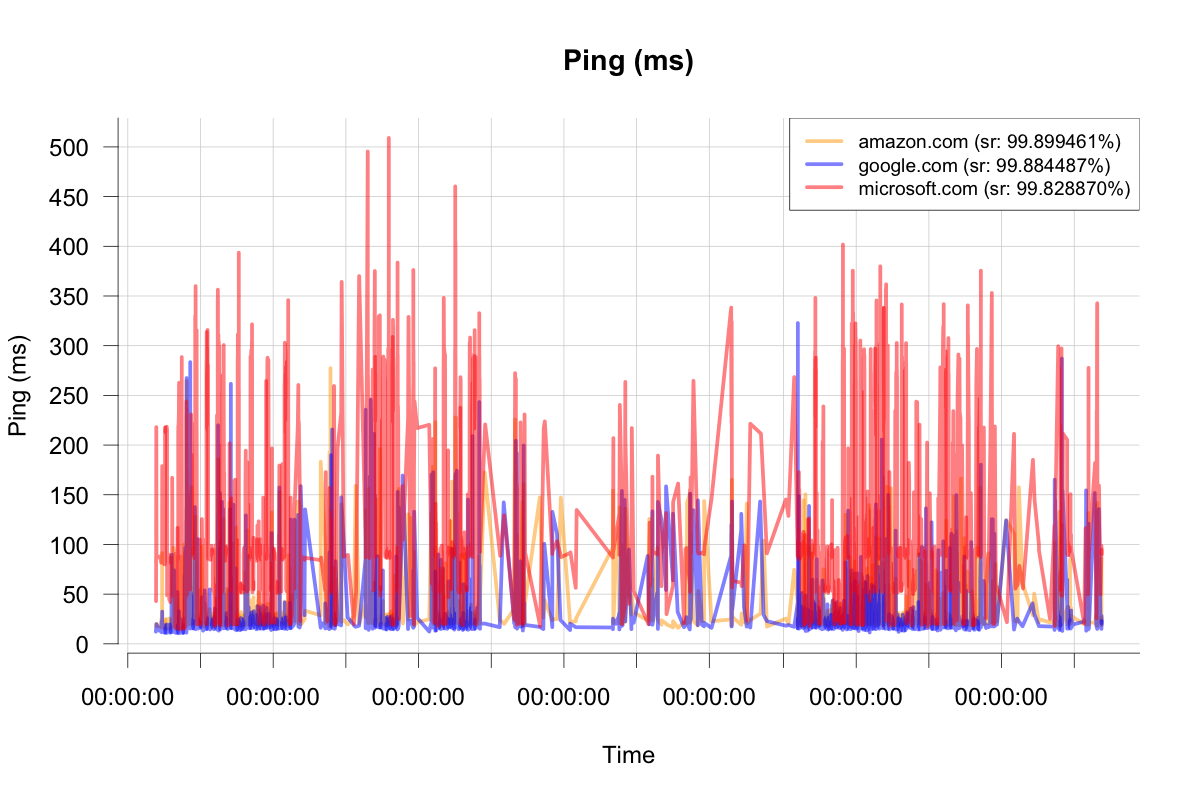 Ping (ms)
amazon.com (sr: 99.899461%)
google.com (sr: 99.884487%)
microsoft.com (sr: 99.828870%)
500
450
400
350
300
250
200
150
100
50
0
Ping (ms)
00:00:00 00:00:00 00:00:00 00:00:00 00:00:00 00:00:00 00:00:00
Time